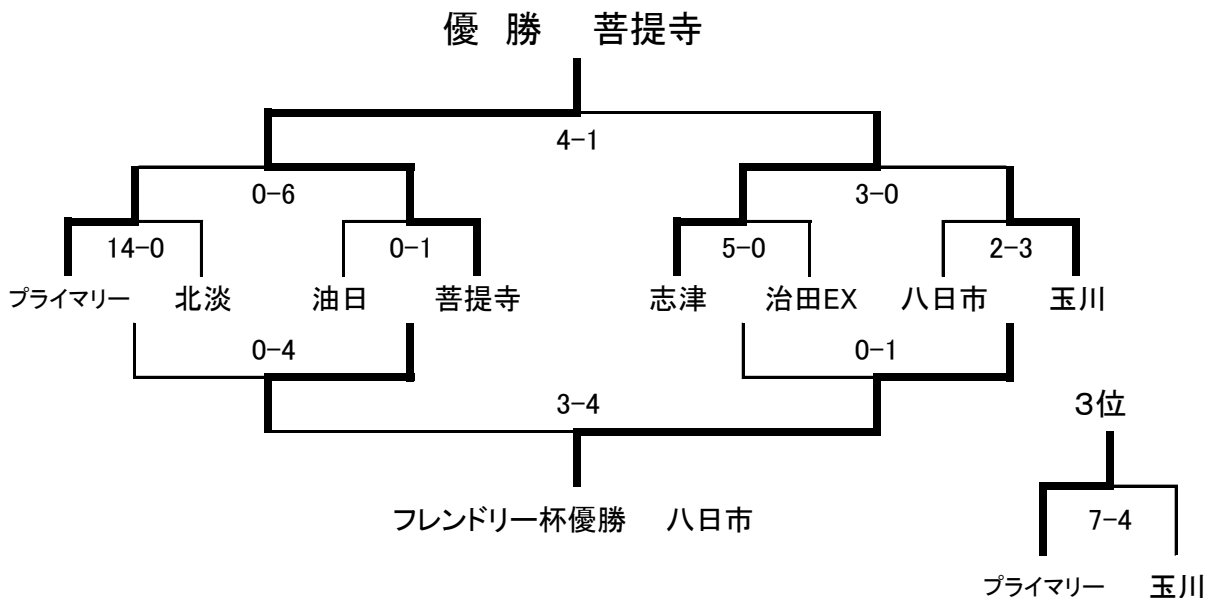 優 勝 菩提寺
4-1
0-6 3-0
14-0 0-1 5-0 2-3
プライマリー 北淡 油日 菩提寺 志津 治田EX 八日市 玉川
0-4 0-1
3-4
3位
フレンドリー杯優勝 八日市
7-4
プライマリー 玉川